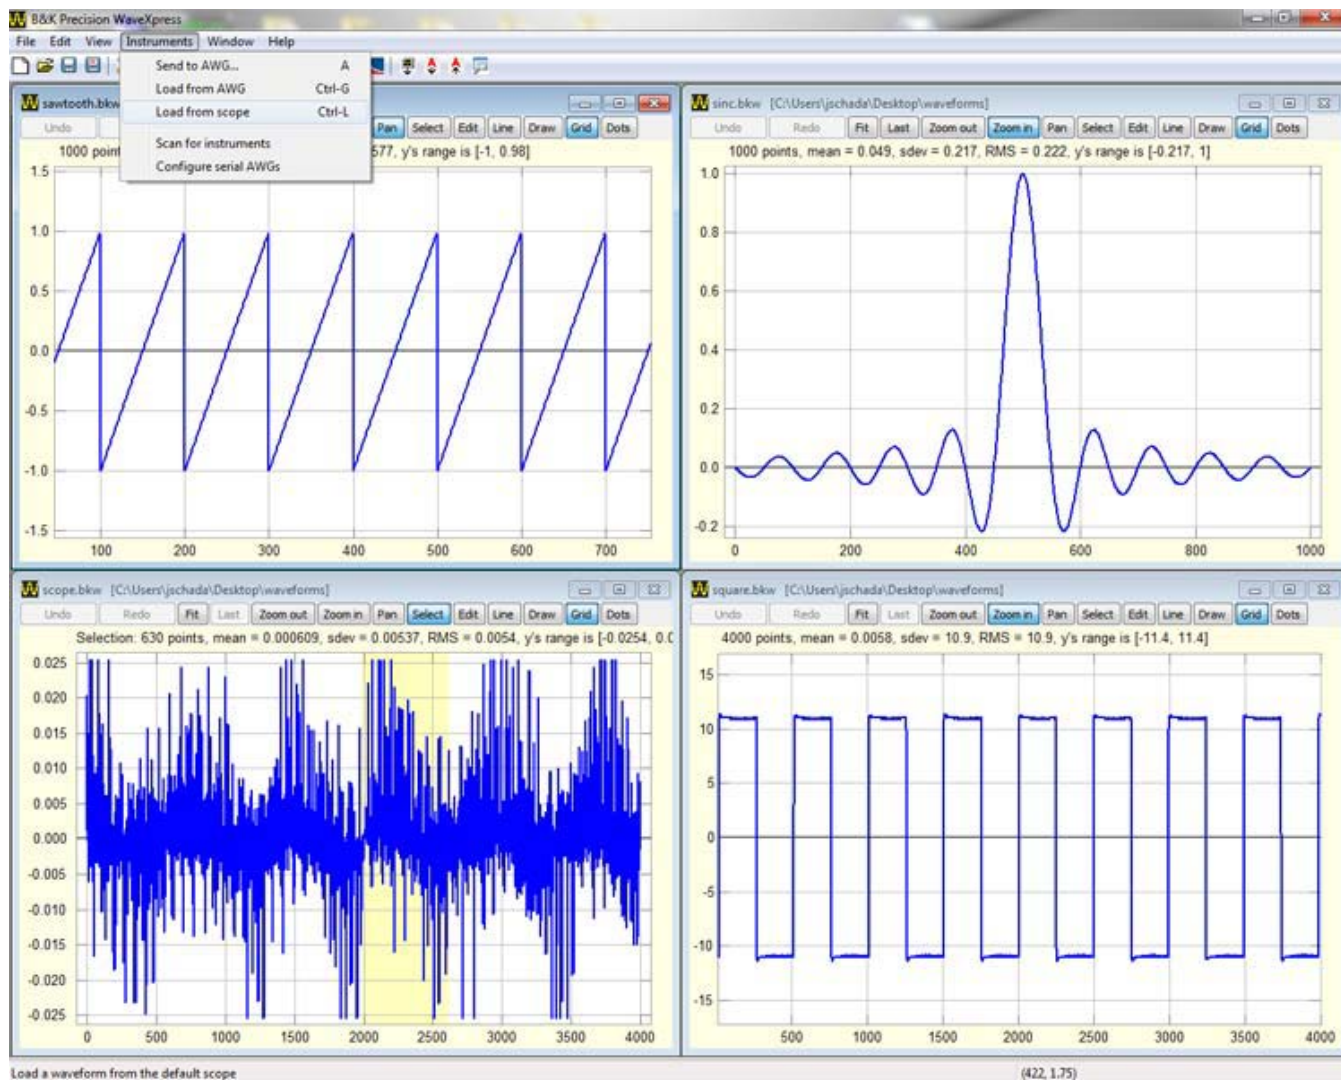 B&K Precision WaveXpress
File Edit View Instruments Window Help
Send to AWG... A
Load from AWG Ctrl-G
Load from scope Ctrl-L
Scan for instruments
Configure serial AWGs
sawtooth.bkw
Undo Pan Select Edit Line Draw Grid Dots
1000 poin 577, y's range is [-1, 0.98]
1.5
1.0
0.5
0.0
-0.5
-1.0
-1.5
100 200 300 400 500 600 700
sinc.bkw [C:\Users\jschada\Desktop\waveforms]
Undo Redo Fit Last Zoom out Zoom in Pan Select Edit Line Draw Grid Dots
1000 points, mean = 0.049, sdev = 0.217, RMS = 0.222, y's range is [-0.217, 1]
1.0
0.8
0.6
0.4
0.2
0.0
-0.2
0 200 400 600 800 1000
scope.bkw [C:\Users\jschada\Desktop\waveforms]
Undo Redo Fit Last Zoom out Zoom in Pan Select Edit Line Draw Grid Dots
Selection: 630 points, mean = 0.000609, sdev = 0.00537, RMS = 0.0054, y's range is [-0.0254, 0.0
0.025
0.020
0.015
0.010
0.005
0.000
-0.005
-0.010
-0.015
-0.020
-0.025
0 500 1000 1500 2000 2500 3000 3500 4000
square.bkw [C:\Users\jschada\Desktop\waveforms]
Undo Redo Fit Last Zoom out Zoom in Pan Select Edit Line Draw Grid Dots
4000 points, mean = 0.0058, sdev = 10.9, RMS = 10.9, y's range is [-11.4, 11.4]
15
10
5
0
-5
-10
-15
500 1000 1500 2000 2500 3000 3500 4000
Load a waveform from the default scope (422, 1.75)